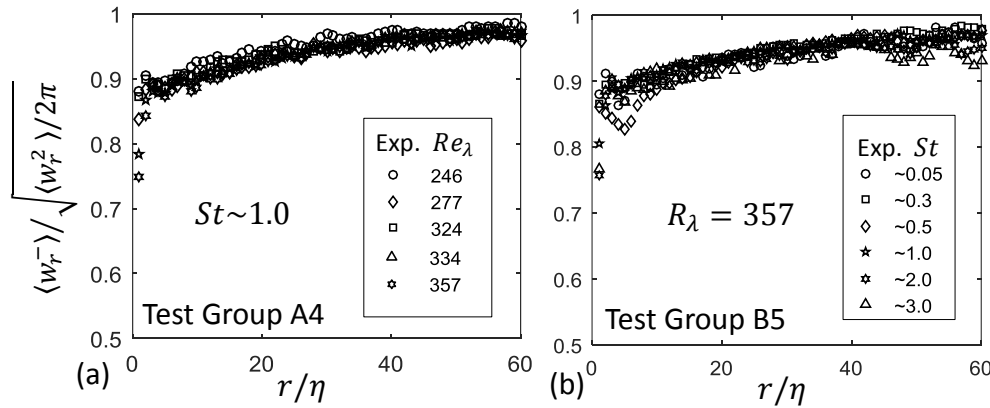 ⟨w_r^-⟩/√⟨w_r^2⟩/2π
1
0.9
0.8
0.7
0.6
0.5
0
20
40
60
Exp. Re_λ
246
277
324
334
357
St~1.0
Test Group A4
(a)
r/η
1
0.9
0.8
0.7
0.6
0.5
0
20
40
60
Exp. St
~0.05
~0.3
~0.5
~1.0
~2.0
~3.0
R_λ = 357
Test Group B5
(b)
r/η